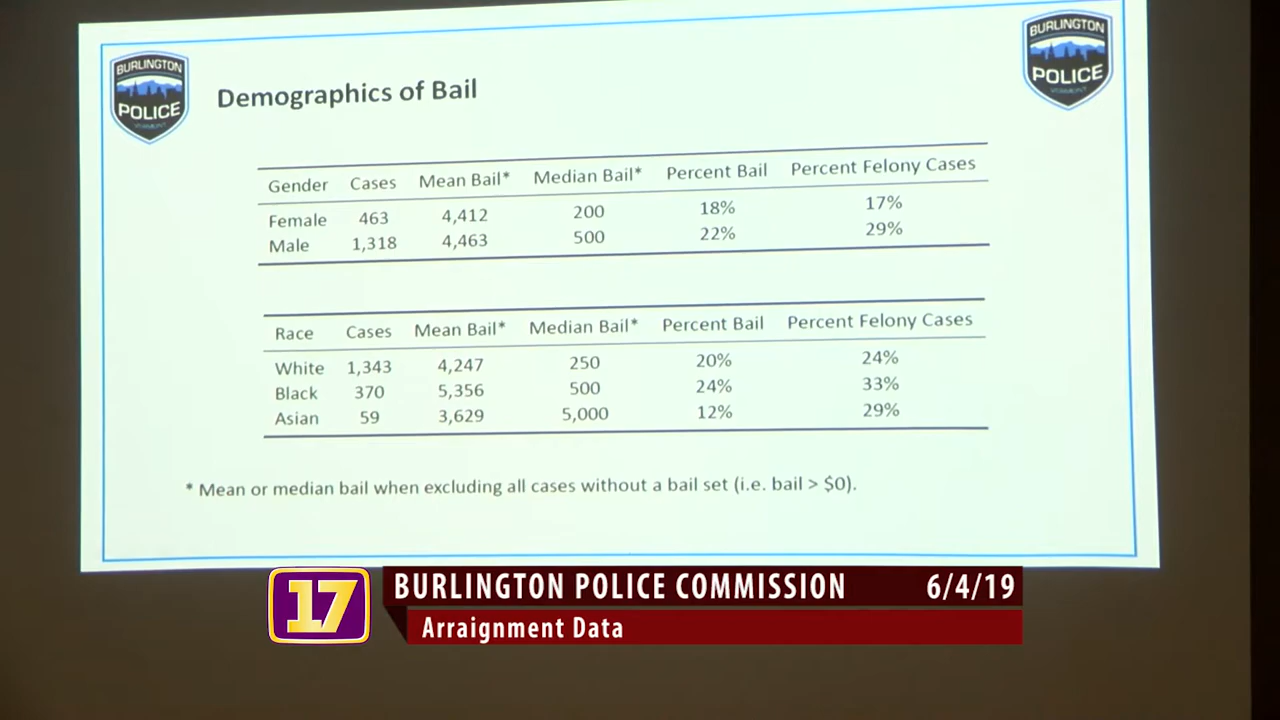 BURLINGTON
POLICE
VERMONT
Demographics of Bail
BURLINGTON
POLICE
VERMONT
Gender Cases Mean Bail* Median Bail* Percent Bail Percent Felony Cases
Female 463 4,412 200 18% 17%
Male 1,318 4,463 500 22% 29%
Race Cases Mean Bail* Median Bail* Percent Bail Percent Felony Cases
White 1,343 4,247 250 20% 24%
Black 370 5,356 500 24% 33%
Asian 59 3,629 5,000 12% 29%
* Mean or median bail when excluding all cases without a bail set (i.e. bail > $0).
17
BURLINGTON POLICE COMMISSION 6/4/19
Arraignment Data